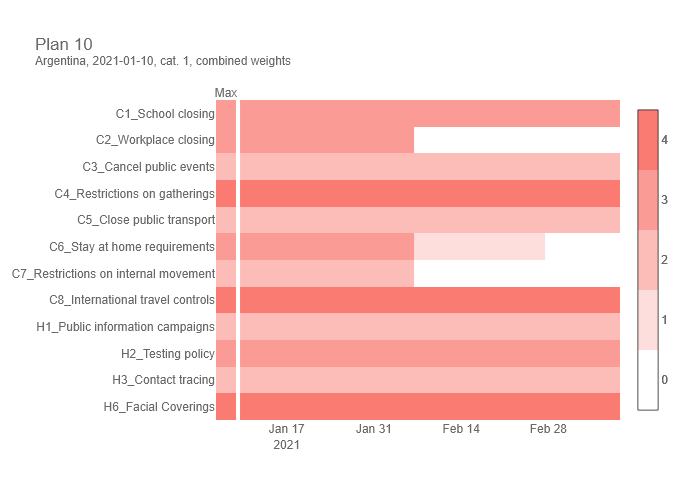 Plan 10
Argentina, 2021-01-10, cat. 1, combined weights
Max
C1_School closing
C2_Workplace closing
C3_Cancel public events
C4_Restrictions on gatherings
C5_Close public transport
C6_Stay at home requirements
C7_Restrictions on internal movement
C8_International travel controls
H1_Public information campaigns
H2_Testing policy
H3_Contact tracing
H6_Facial Coverings
Jan 17 Jan 31 Feb 14 Feb 28
2021
4
3
2
1
0